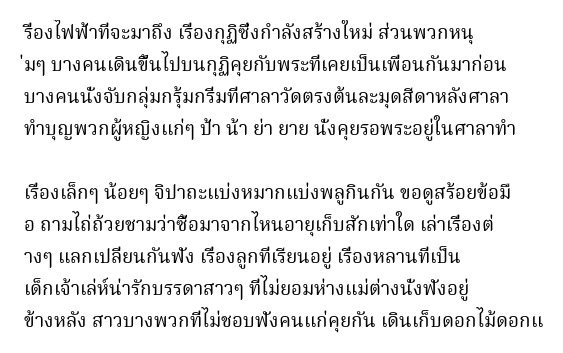 รื่องไฟฟ้าที่จะมาถึง เรื่องกุฏิซึ่งกำลังสร้างใหม่ ส่วนพวกหนุ
่มๆ บางคนเดินขึ้นไปบนกุฏิคุยกับพระที่เคยเป็นเพื่อนกันมาก่อน
บางคนนั่งจับกลุ่มกรุ้มกริ่มที่ศาลาวัดตรงต้นละมุดสีดาหลังศาลา
ทำบุญพวกผู้หญิงแก่ๆ ป้า น้า ย่า ยาย นั่งคุยรอพระอยู่ในศาลาทำ
เรื่องเล็กๆ น้อยๆ จิปาถะแบ่งหมากแบ่งพลูกินกัน ขอดูสร้อยข้อมื
อ ถามไถ่ถ้วยชามว่าซื้อมาจากไหนอายุเก็บสักเท่าใด เล่าเรื่องต่
างๆ แลกเปลี่ยนกันฟัง เรื่องลูกที่เรียนอยู่ เรื่องหลานที่เป็น
เด็กเจ้าเล่ห์น่ารักบรรดาสาวๆ ที่ไม่ยอมห่างแม่ต่างนั่งฟังอยู่
ข้างหลัง สาวบางพวกที่ไม่ชอบฟังคนแก่คุยกัน เดินเก็บดอกไม้ดอกแ